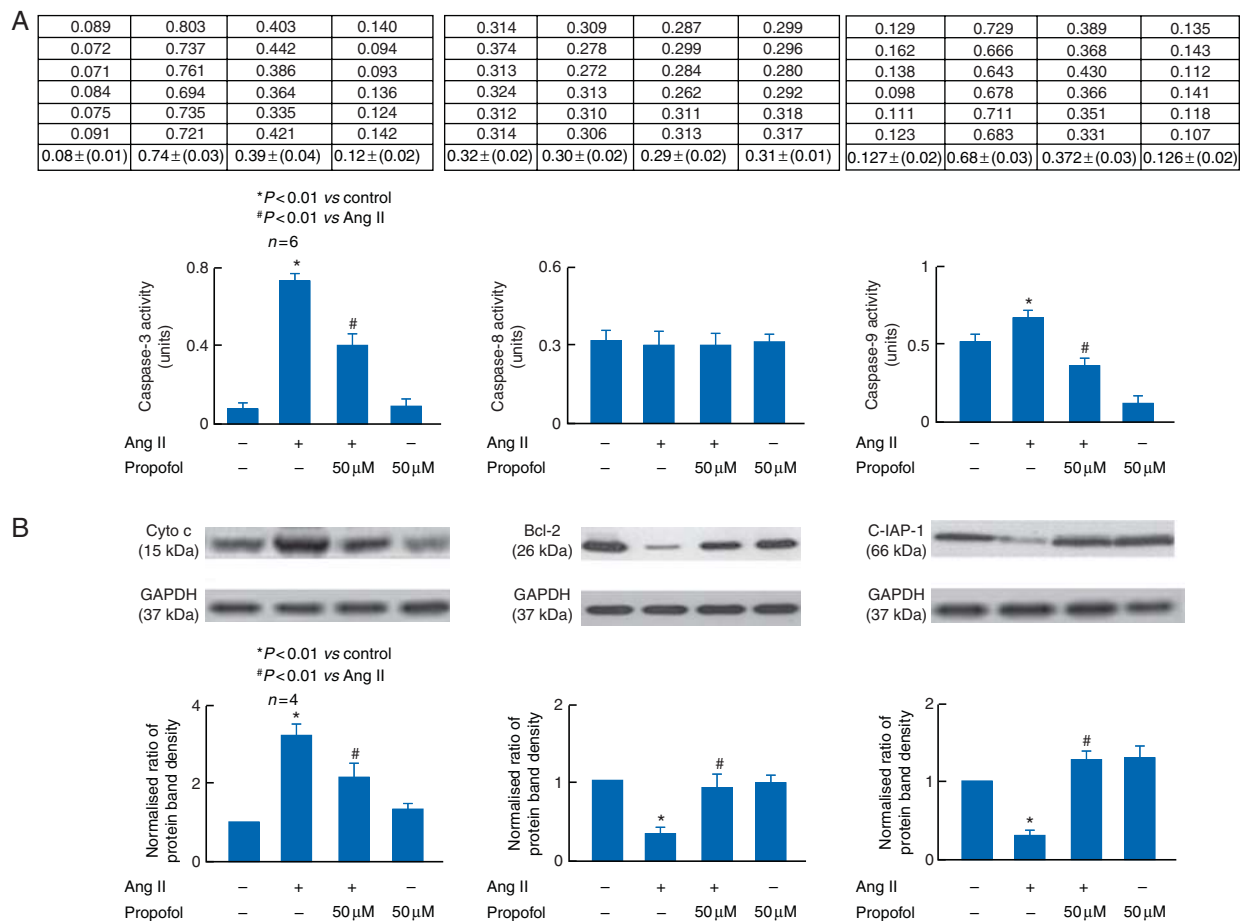 A
0.089 0.803 0.403 0.140
0.072 0.737 0.442 0.094
0.071 0.761 0.386 0.093
0.084 0.694 0.364 0.136
0.075 0.735 0.335 0.124
0.091 0.721 0.421 0.142
0.08±(0.01) 0.74±(0.03) 0.39±(0.04) 0.12±(0.02)
0.314 0.309 0.287 0.299
0.374 0.278 0.299 0.296
0.313 0.272 0.284 0.280
0.324 0.313 0.262 0.292
0.312 0.310 0.311 0.318
0.314 0.306 0.313 0.317
0.32±(0.02) 0.30±(0.02) 0.29±(0.02) 0.31±(0.01)
0.129 0.729 0.389 0.135
0.162 0.666 0.368 0.143
0.138 0.643 0.430 0.112
0.098 0.678 0.366 0.141
0.111 0.711 0.351 0.118
0.123 0.683 0.331 0.107
0.127±(0.02) 0.68±(0.03) 0.372±(0.03) 0.126±(0.02)
*P<0.01 vs control
#P<0.01 vs Ang II
n=6
Caspase-3 activity
(units)
0.8
0.4
0
*
#
Caspase-8 activity
(units)
0.6
0.3
0
Caspase-9 activity
(units)
1
0.5
0
*
#
Ang II – + + – – + + – – + + –
Propofol – – 50 μM 50 μM – – 50 μM 50 μM – – 50 μM 50 μM
B
Cyto c
(15 kDa)
GAPDH
(37 kDa)
Bcl-2
(26 kDa)
GAPDH
(37 kDa)
C-IAP-1
(66 kDa)
GAPDH
(37 kDa)
*P<0.01 vs control
#P<0.01 vs Ang II
n=4
Normalised ratio of
protein band density
4
2
0
*
#
Normalised ratio of
protein band density
2
1
0
*
#
Normalised ratio of
protein band density
2
1
0
*
#
Ang II – + + – – + + – – + + –
Propofol – – 50 μM 50 μM – – 50 μM 50 μM – – 50 μM 50 μM